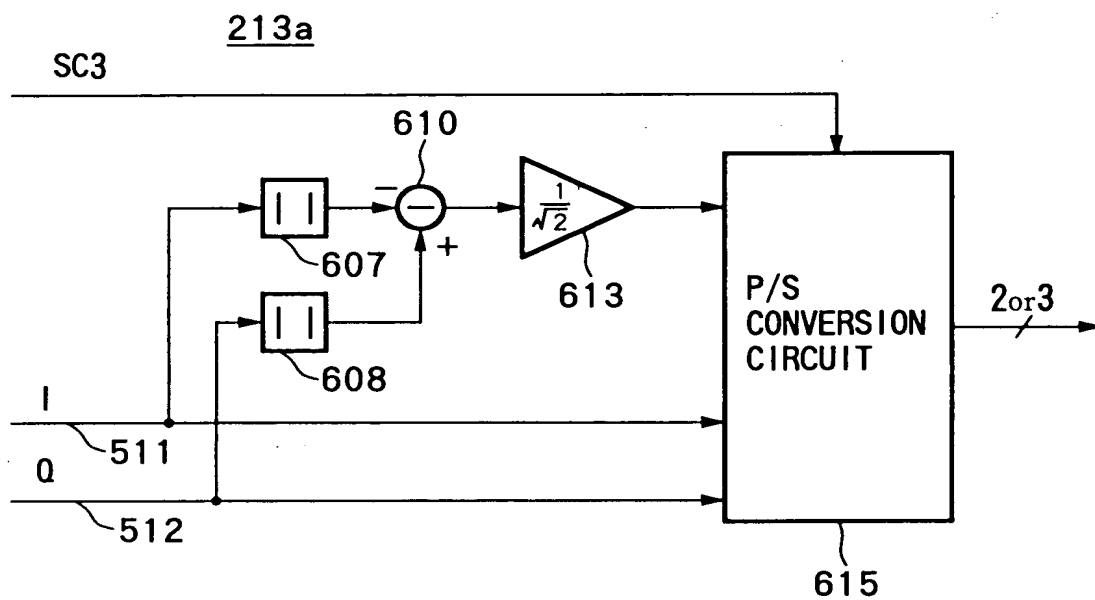 213a
SC3
610
−
−
+
1
√2
| |
607
613
| |
608
P/S
CONVERSION
CIRCUIT
2or3
I
511
Q
512
615